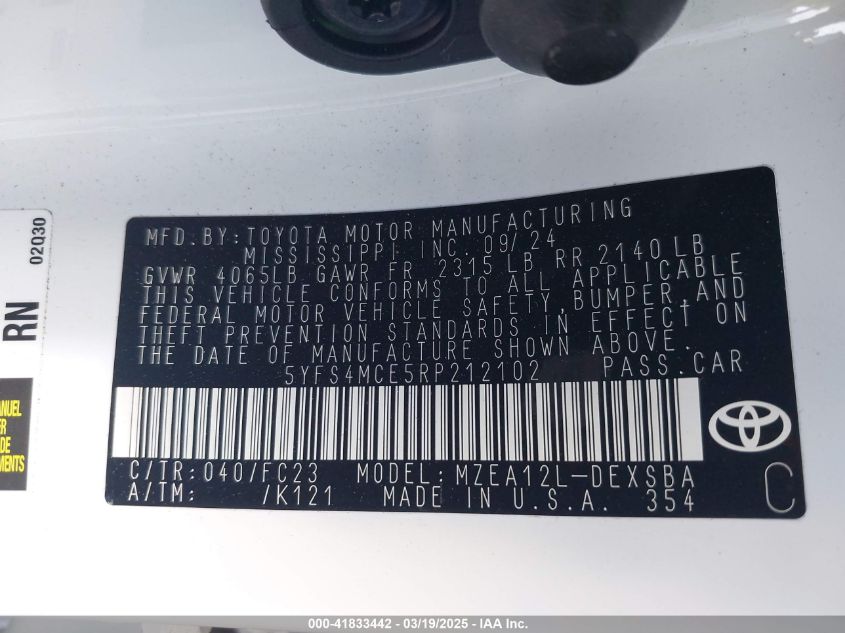 02Q30
RN
MFD. BY: TOYOTA MOTOR MANUFACTURING
MISSISSIPPI INC. 09/24
GVWR 4065LB GAWR FR 2315 LB RR 2140 LB
THIS VEHICLE CONFORMS TO ALL APPLICABLE
FEDERAL MOTOR VEHICLE SAFETY, BUMPER, AND
THEFT PREVENTION STANDARDS IN EFFECT ON
THE DATE OF MANUFACTURE SHOWN ABOVE.
5YFS4MCE5RP212102 PASS. CAR
C/TR: 040/FC23 MODEL: MZEA12L-DEXSBA
A/TM: /K121 MADE IN U.S.A. 354
C
000-41833442 - 03/19/2025 - IAAI.com